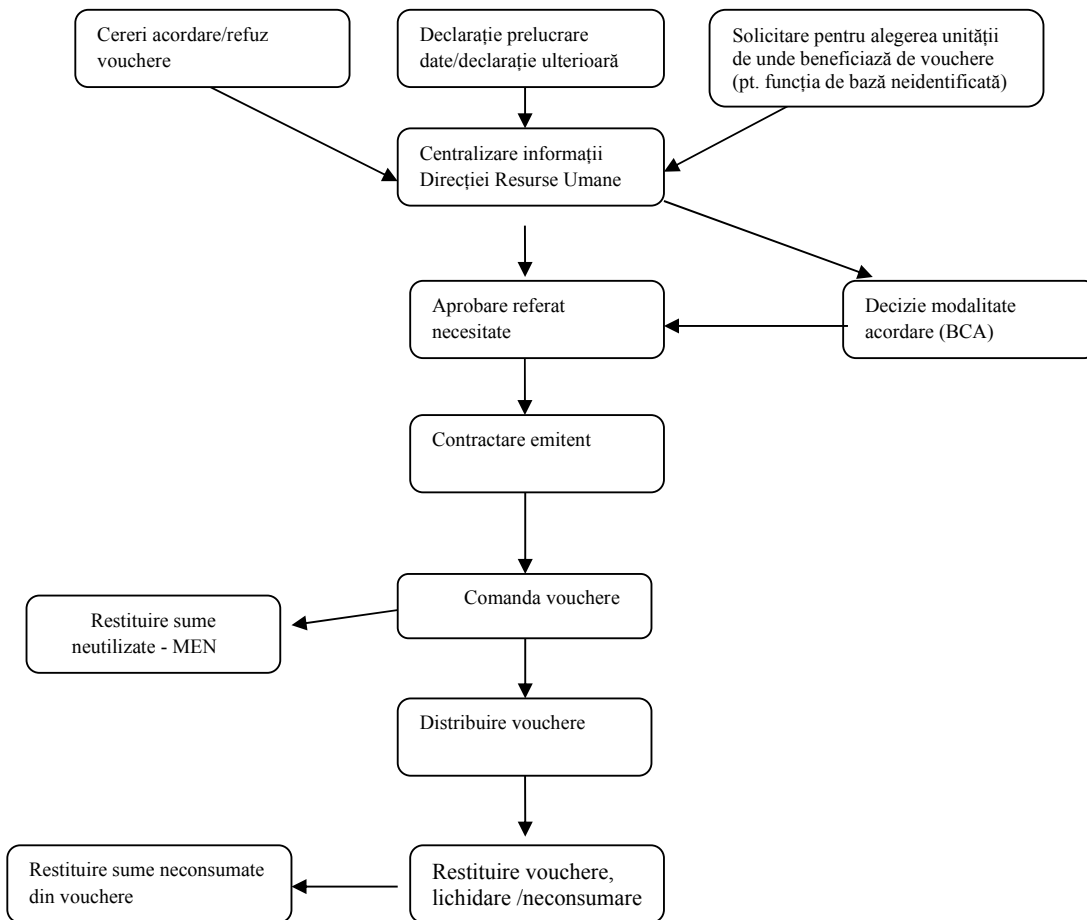 Cereri acordare/refuz
vouchere
Declarație prelucrare
date/declarație ulterioară
Solicitare pentru alegerea unității
de unde beneficiază de vouchere
(pt. funcția de bază neidentificată)
Centralizare informații
Direcției Resurse Umane
Aprobare referat
necesitate
Decizie modalitate
acordare (BCA)
Contractare emitent
Comanda vouchere
Restituire sume
neutilizate - MEN
Distribuire vouchere
Restituire sume neconsumate
din vouchere
Restituire vouchere,
lichidare /neconsumare